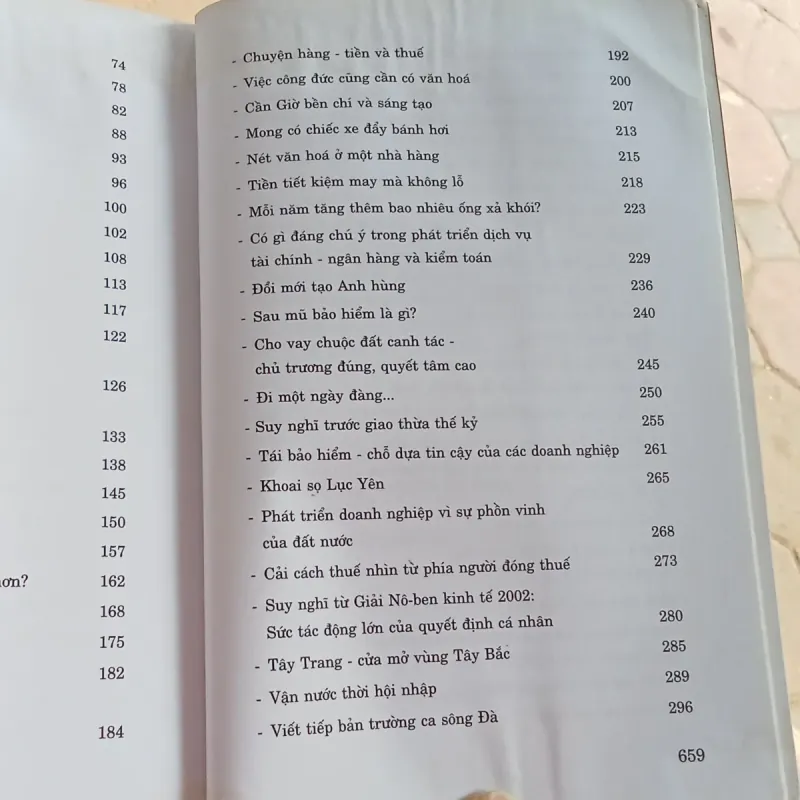 74
78
82
88
93
96
100
102
108
113
117
122
126
133
138
145
150
157
162
168
175
182
184
- Chuyện hàng - tiền và thuế 192
- Việc công đức cũng cần có văn hoá 200
- Cần Giờ bền chí và sáng tạo 207
- Mong có chiếc xe đẩy bánh hơi 213
- Nét văn hoá ở một nhà hàng 215
- Tiền tiết kiệm may mà không lỗ 218
- Mỗi năm tăng thêm bao nhiêu ống xả khói? 223
- Có gì đáng chú ý trong phát triển dịch vụ
tài chính - ngân hàng và kiểm toán 229
- Đổi mới tạo Anh hùng 236
- Sau mũ bảo hiểm là gì? 240
- Cho vay chuộc đất canh tác -
chủ trương đúng, quyết tâm cao 245
- Đi một ngày đàng... 250
- Suy nghĩ trước giao thừa thế kỷ 255
- Tái bảo hiểm - chỗ dựa tin cậy của các doanh nghiệp 261
- Khoai sọ Lục Yên 265
- Phát triển doanh nghiệp vì sự phồn vinh
của đất nước 268
- Cải cách thuế nhìn từ phía người đóng thuế 273
- Suy nghĩ từ Giải Nô-ben kinh tế 2002:
Sức tác động lớn của quyết định cá nhân 280
- Tây Trang - cửa mở vùng Tây Bắc 285
- Vận nước thời hội nhập 289
- Viết tiếp bản trường ca sông Đà 296
659